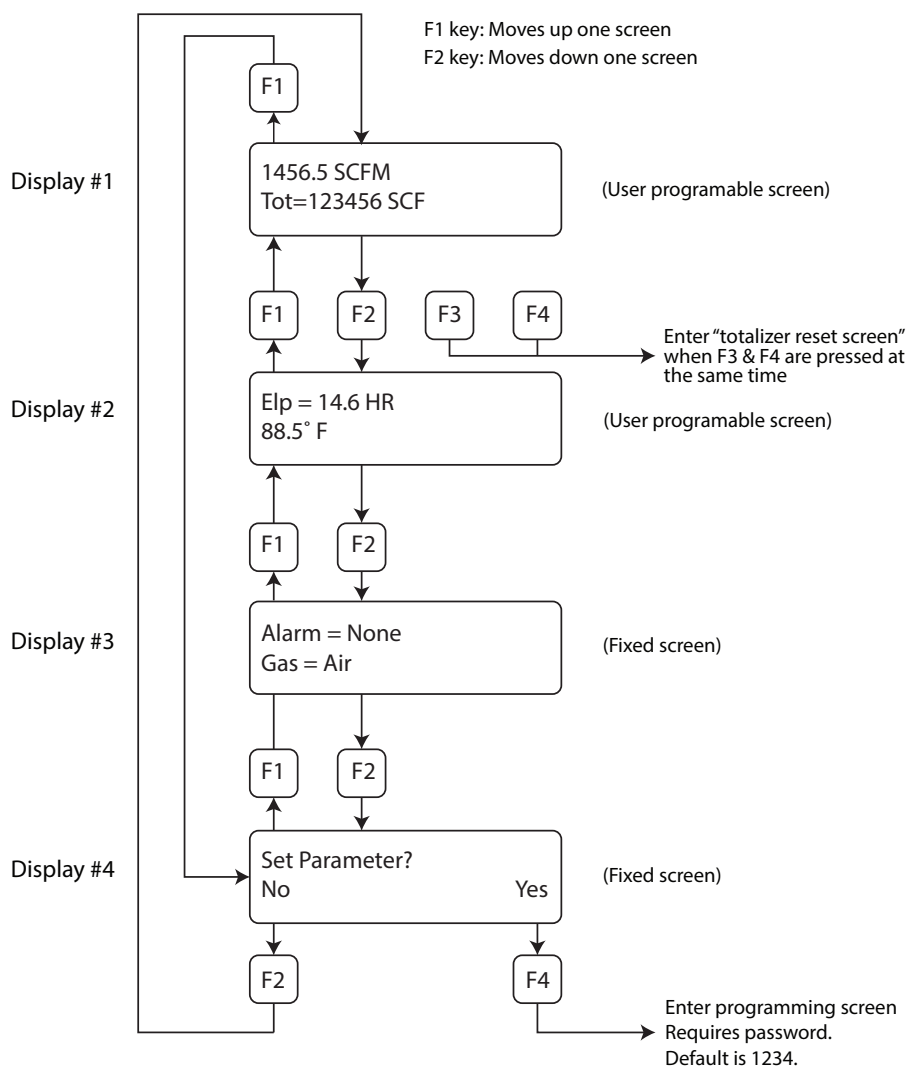 F1 key: Moves up one screen
F2 key: Moves down one screen
F1
Display #1
1456.5 SCFM
Tot=123456 SCF
(User programable screen)
F1
F2
F3
F4
Enter “totalizer reset screen”
when F3 & F4 are pressed at
the same time
Display #2
Elp = 14.6 HR
88.5° F
(User programable screen)
F1
F2
Display #3
Alarm = None
Gas = Air
(Fixed screen)
F1
F2
Display #4
Set Parameter?
No Yes
(Fixed screen)
F2
F4
Enter programming screen
Requires password.
Default is 1234.